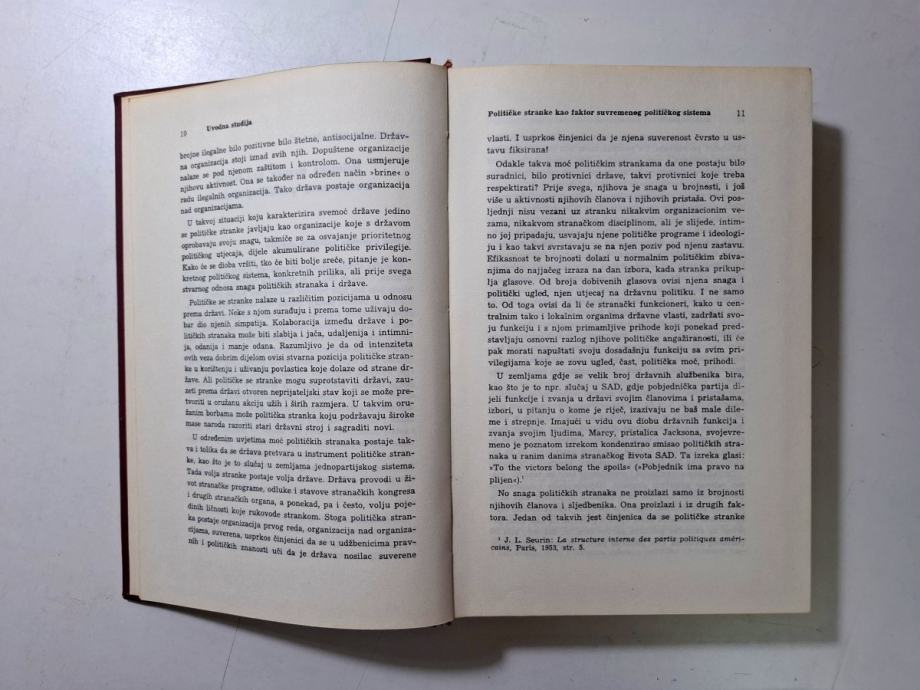 10 Uvodna studija
brojne ilegalne bilo pozitivne bilo štetne, antisocijalne. Držav-
na organizacija stoji iznad svih njih. Dopuštene organizacije
nalaze se pod njenom zaštitom i kontrolom. Ona usmjeruje
njihovu aktivnost. Ona se također na određen način »brine« o
radu ilegalnih organizacija. Tako država postaje organizacija
nad organizacijama.
U takvoj situaciji koju karakterizira svemoć države jedino
se političke stranke javljaju kao organizacije koje s državom
oprobavaju svoju snagu, takmiče se za osvajanje prioritetnog
političkog utjecaja, dijele akumulirane političke privilegije.
Kako će se dioba vršiti, tko će biti bolje sreće, pitanje je kon-
kretnog političkog sistema, konkretnih prilika, ali prije svega
stvarnog odnosa snaga političkih stranaka i države.
Političke se stranke nalaze u različitim pozicijama u odnosu
prema državi. Neke s njom surađuju i prema tome uživaju do-
bar dio njenih simpatija. Kolaboracija između države i po-
litičkih stranaka može biti slabija i jača, udaljenija i intimni-
ja, odanija i manje odana. Razumljivo je da od intenziteta
ovih veza dobrim dijelom ovisi stvarna pozicija političke stran-
ke u korištenju i uživanju povlastica koje dolaze od strane dr-
žave. Ali političke se stranke mogu suprotstaviti državi, zau-
zeti prema državi otvoren neprijateljski stav koji se može pre-
tvoriti u oružanu akciju užih i širih razmjera. U takvim oru-
žanim borbama može politička stranka koju podržavaju široke
mase naroda razoriti stari državni stroj i sagraditi novi.
U određenim uvjetima moć političkih stranaka postaje tak-
va i tolika da se država pretvara u instrument političke stran-
ke, kao što je to slučaj u zemljama jednopartijskog sistema.
Tada volja stranke postaje volja države. Država provodi u ži-
vot stranačke programe, odluke i stavove stranačkih kongresa
i drugih stranačkih organa, a ponekad, pa i često, volju poje-
dinih ličnosti koje rukovode strankom. Stoga politička stran-
ka postaje organizacija prvog reda, organizacija nad organiza-
cijama, suverena, usprkos činjenici da se u udžbenicima prav-
nih i političkih znanosti uči da je država nosilac suverene
Političke stranke kao faktor suvremenog političkog sistema 11
vlasti. I usprkos činjenici da je njena suverenost čvrsto u us-
tavu fiksirana!
Odakle takva moć političkim strankama da one postaju bilo
suradnici, bilo protivnici države, takvi protivnici koje treba
respektirati? Prije svega, njihova je snaga u brojnosti, i još
više u aktivnosti njihovih članova i njihovih pristaša. Ovi pos-
ljednji nisu vezani uz stranku nikakvim organizacionim ve-
zama, nikakvom stranačkom disciplinom, ali je slijede, intim-
no joj pripadaju, usvajaju njene političke programe i ideologi-
ju i kao takvi svrstavaju se na njen poziv pod njenu zastavu.
Efikasnost te brojnosti dolazi u normalnim političkim zbiva-
njima do najjačeg izraza na dan izbora, kada stranka prikup-
lja glasove. Od broja dobivenih glasova ovisi njena snaga i
politički ugled, njen utjecaj na državnu politiku. I ne samo
to. Od toga ovisi da li će stranački funkcioneri, kako u cen-
tralnim tako i lokalnim organima državne vlasti, zadržati svoju
funkciju i s njom primamljive prihode koji ponekad pred-
stavljaju osnovni razlog njihove političke angažiranosti, ili će
pak morati napuštati svoju dosadašnju funkciju sa svim pri-
vilegijama koje se zovu ugled, čast, politička moć, prihodi.
U zemljama gdje se velik broj državnih službenika bira,
kao što je to npr. slučaj u SAD, gdje pobjednička partija di-
jeli funkcije i zvanja u državi svojim članovima i pristašama,
izbori, u pitanju o kome je riječ, izazivaju ne baš male dile-
me i strepnje. Imajući u vidu ovu diobu državnih funkcija i
zvanja svojim ljudima, Marcy, pristalica Jacksona, svojevre-
meno je poznatom izrekom kondenzirao smisao političkih stra-
naka u ranim danima stranačkog života SAD. Ta izreka glasi:
»To the victors belong the spoils« (»Pobjednik ima pravo na
plijen«).¹
No snaga političkih stranaka ne proizlazi samo iz brojnosti
njihovih članova i sljedbenika. Ona proizlazi i iz drugih fak-
tora. Jedan od takvih jest činjenica da se političke stranke
¹ J. L. Seurin: La structure interne des partis politiques améri-
cains, Paris, 1953, str. 5.